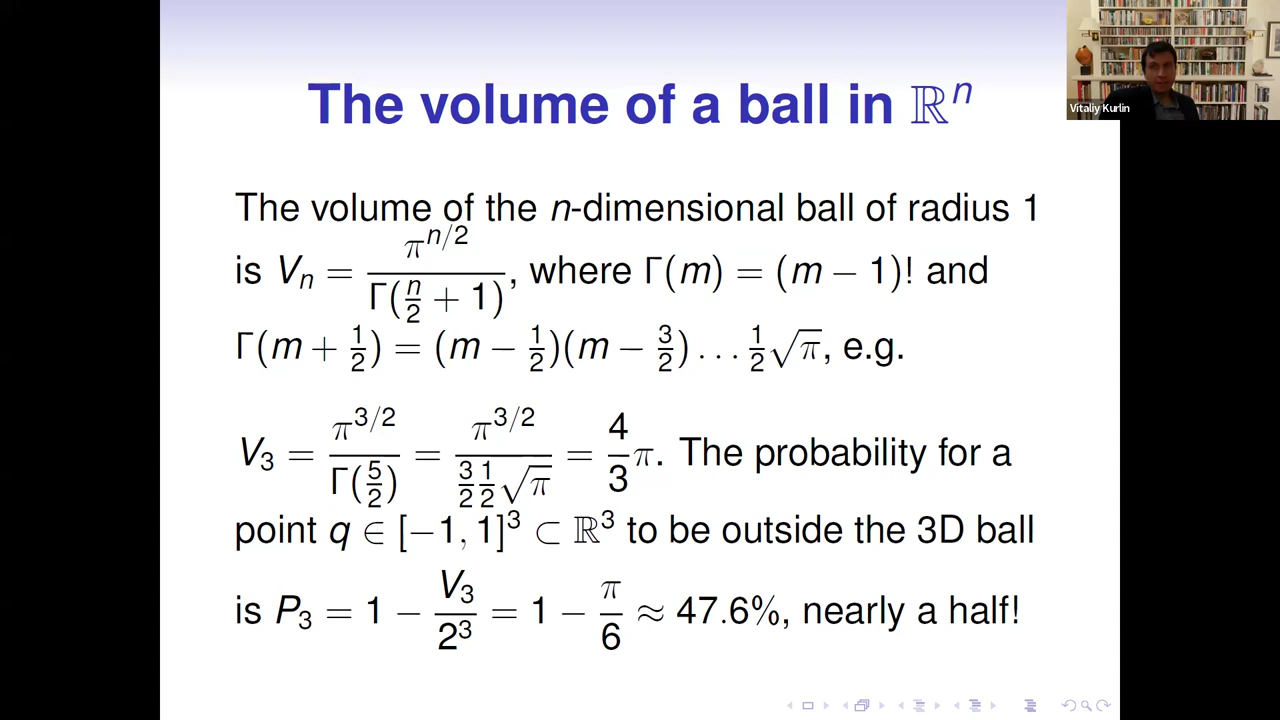 The volume of a ball in ℝⁿ
Vitaliy Kurlin
The volume of the n-dimensional ball of radius 1
is Vₙ = π^{n/2} / Γ(n/2 + 1), where Γ(m) = (m − 1)! and
Γ(m + 1/2) = (m − 1/2)(m − 3/2) . . . 1/2 √π, e.g.
V₃ = π^{3/2} / Γ(5/2) = π^{3/2} / (3/2 1/2 √π) = 4/3 π. The probability for a
point q ∈ [−1, 1]³ ⊂ ℝ³ to be outside the 3D ball
is P₃ = 1 − V₃/2³ = 1 − π/6 ≈ 47.6%, nearly a half!